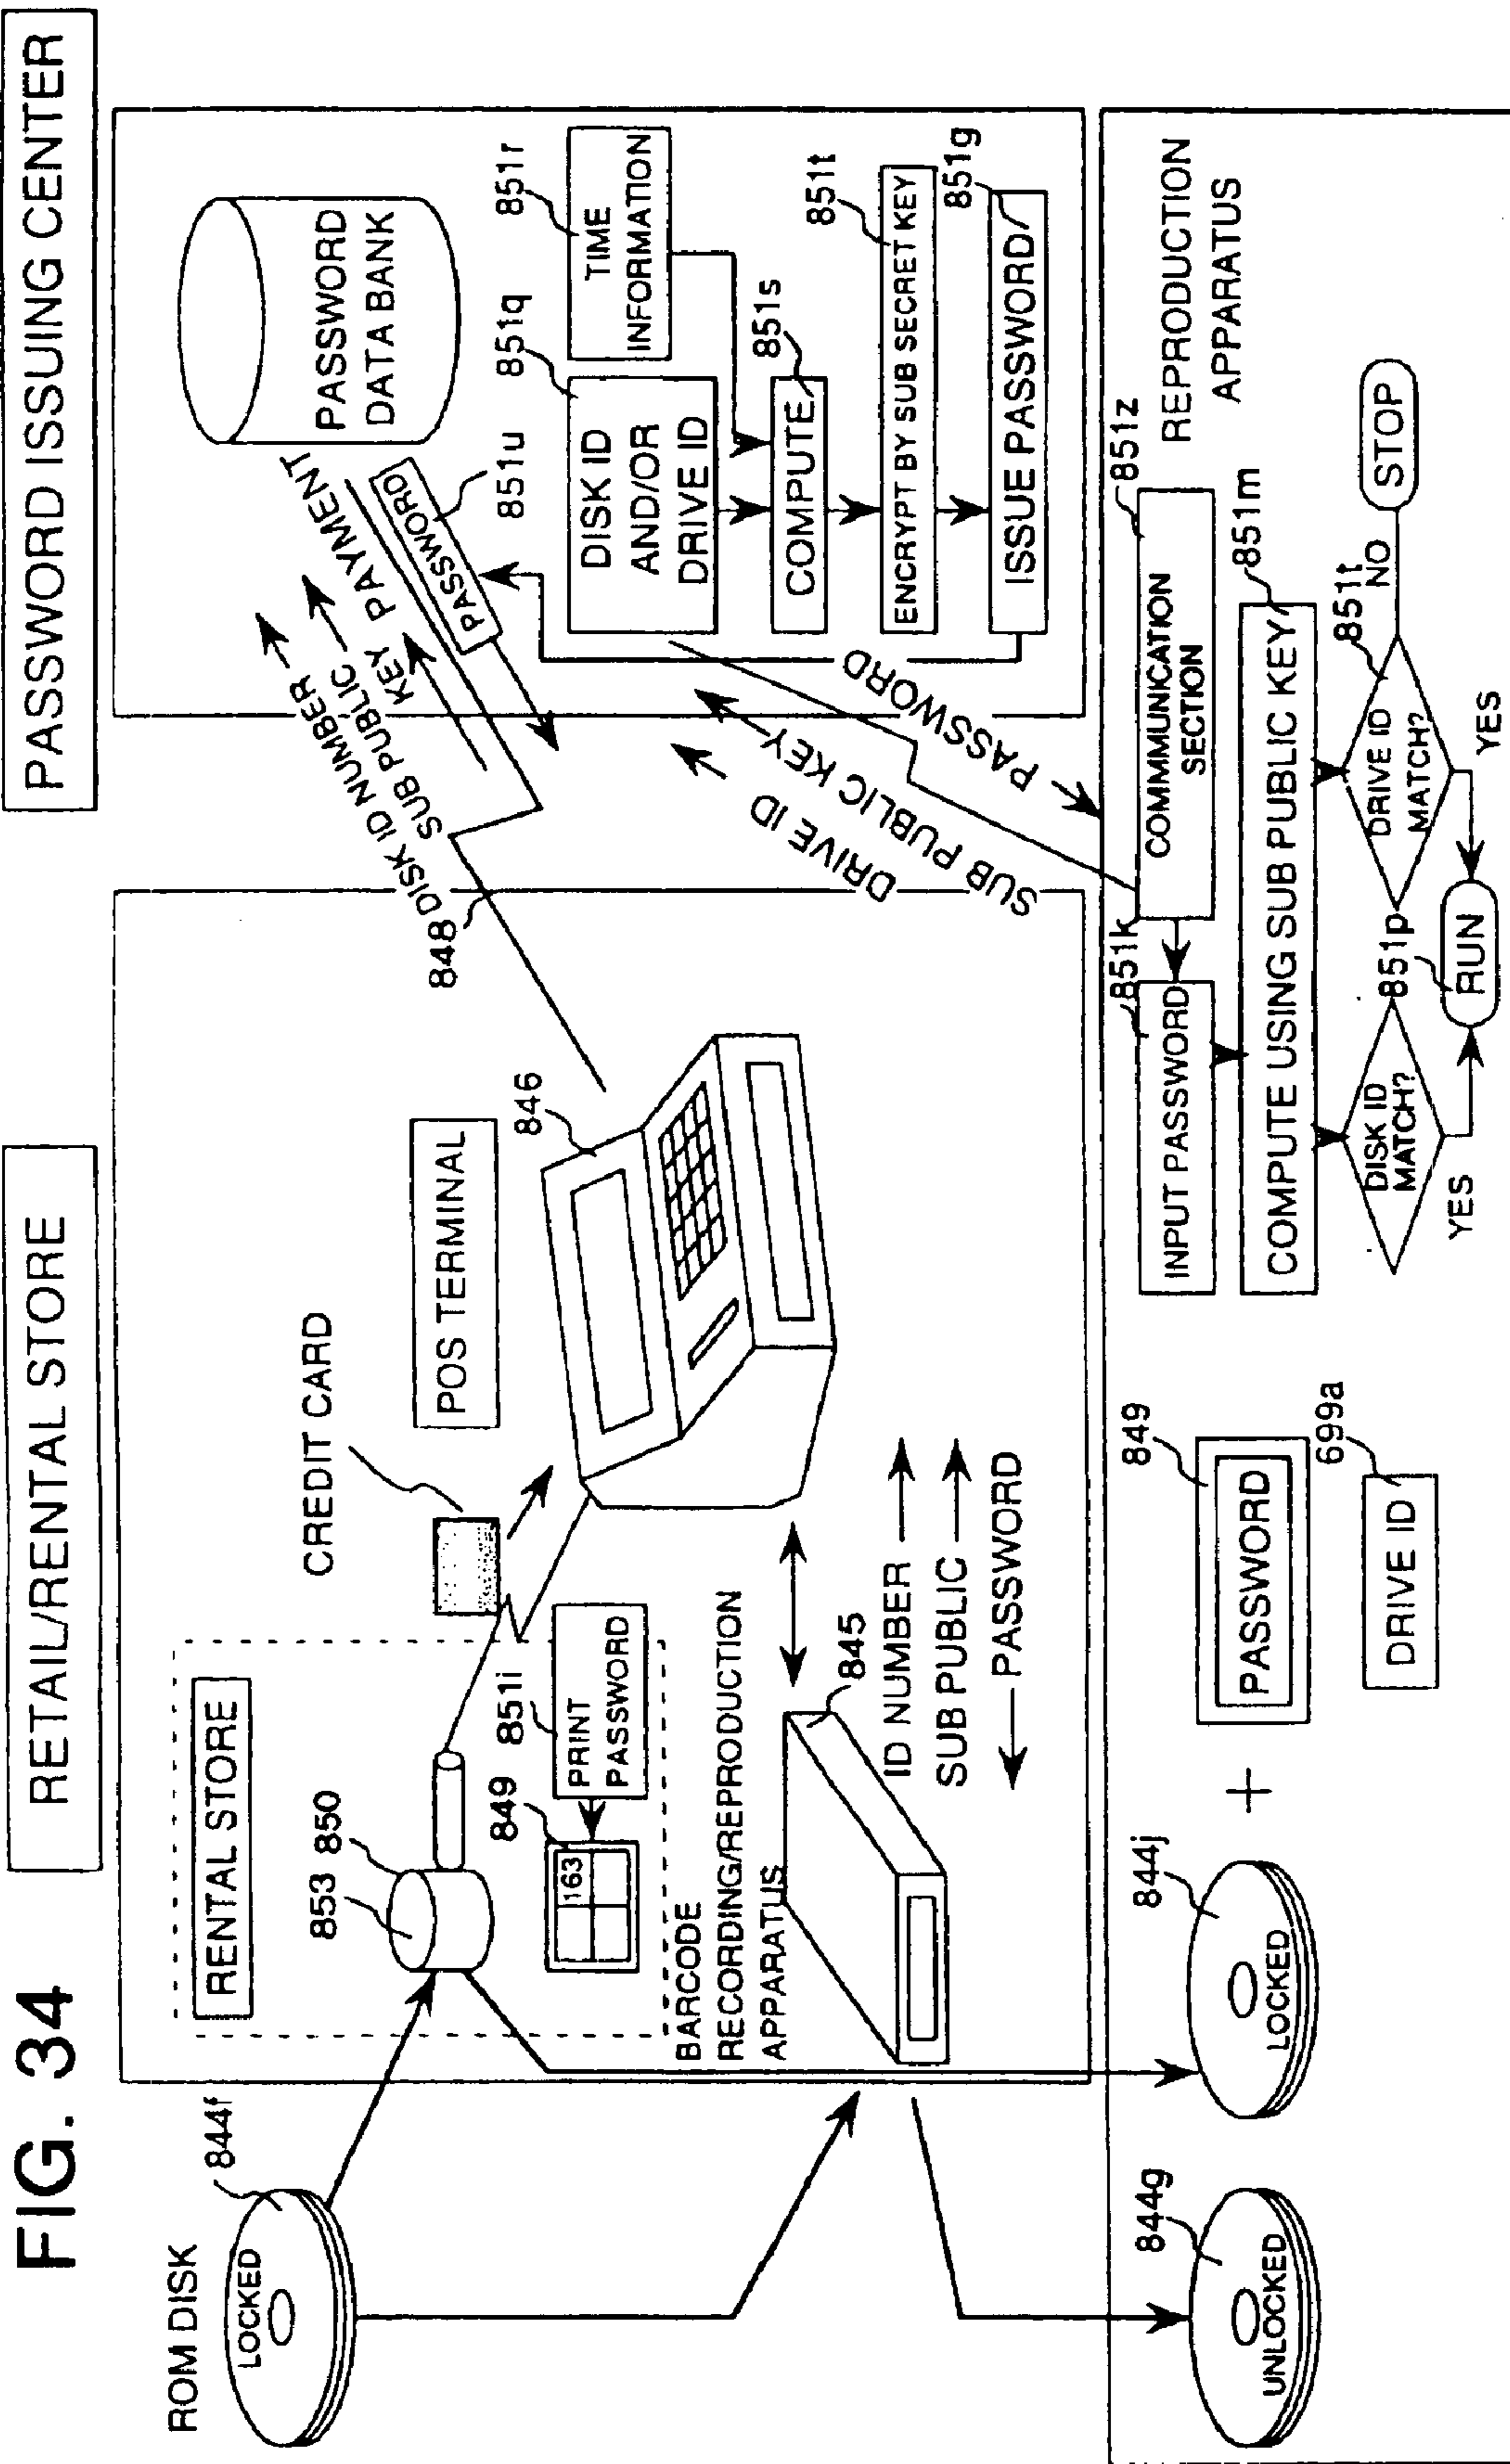 FIG. 34
RETAIL/RENTAL STORE
PASSWORD ISSUING CENTER
ROM DISK
844f
LOCKED
RENTAL STORE
853
850
849
163
851i
PRINT
PASSWORD
CREDIT CARD
POS TERMINAL
846
BARCODE
RECORDING/REPRODUCTION
APPARATUS
845
ID NUMBER
SUB PUBLIC
PASSWORD
848
DISK ID NUMBER
SUB PUBLIC
KEY
PAYMENT
PASSWORD
851u
PASSWORD
DATA BANK
851q
DISK ID
AND/OR
DRIVE ID
851r
TIME
INFORMATION
851s
COMPUTE
851t
ENCRYPT BY SUB SECRET KEY
851g
ISSUE PASSWORD
PASSWORD
SUB PUBLIC KEY
DRIVE ID
844g
UNLOCKED
844j
LOCKED
+
849
PASSWORD
699a
DRIVE ID
REPRODUCTION
APPARATUS
851z
COMMMUNICATION
SECTION
851k
INPUT PASSWORD
851m
COMPUTE USING SUB PUBLIC KEY
DISK ID
MATCH?
YES
851p
RUN
851t
DRIVE ID
MATCH?
YES
NO
STOP